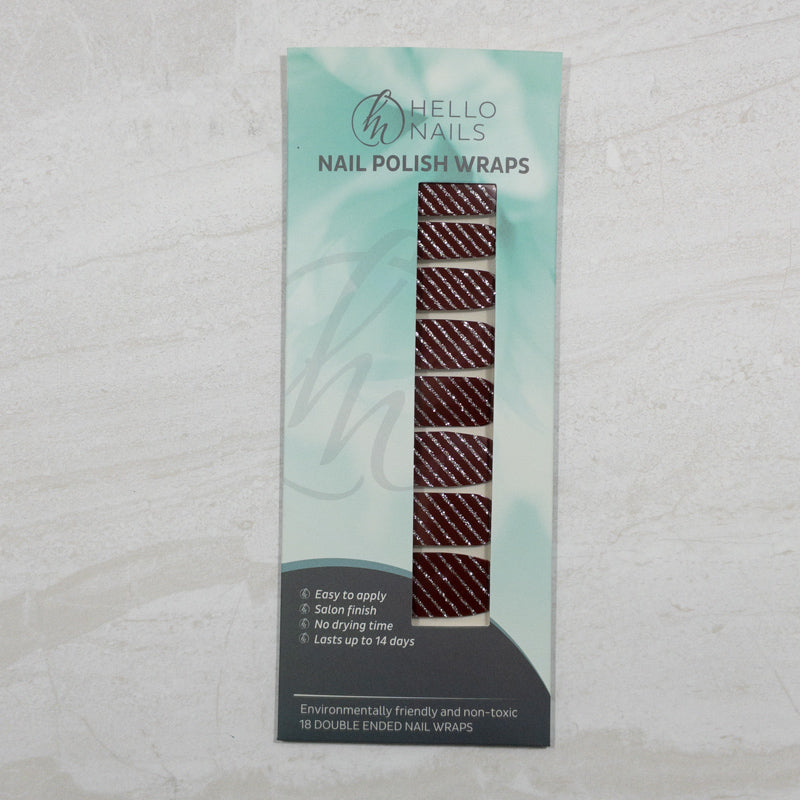 HELLO
NAILS
NAIL POLISH WRAPS
Easy to apply
Salon finish
No drying time
Lasts up to 14 days
Environmentally friendly and non-toxic
18 DOUBLE ENDED NAIL WRAPS